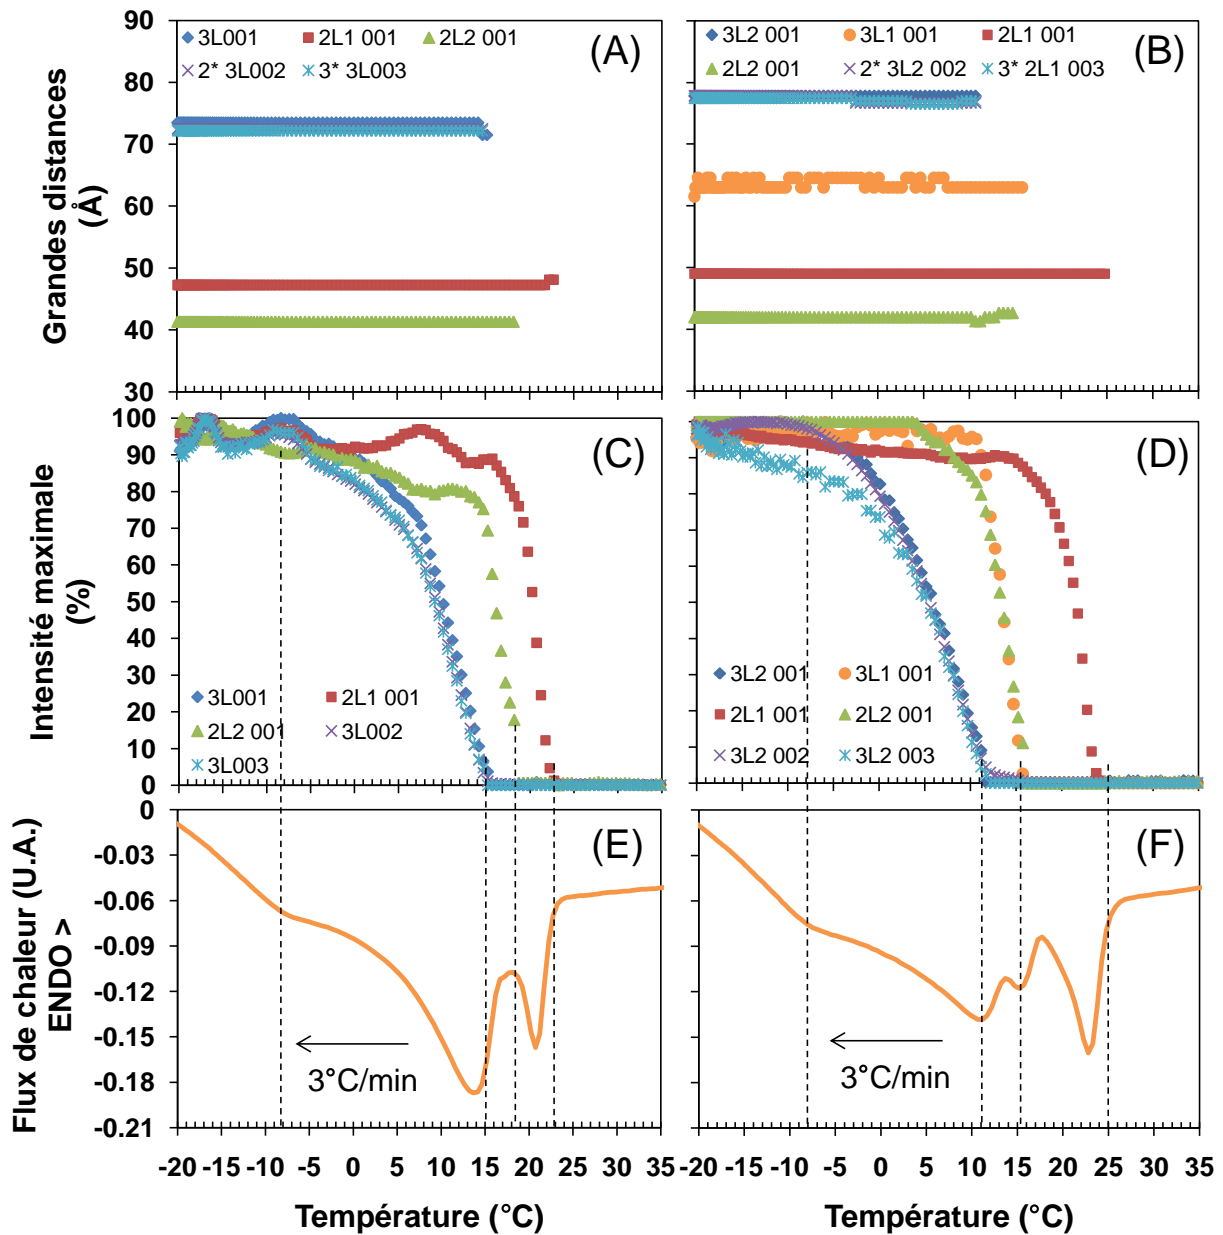 90
80
70
60
50
40
30
Grandes distances
(Å)
3L001
2L1 001
2L2 001
2* 3L002
3* 3L003
(A)
3L2 001
3L1 001
2L1 001
2L2 001
2* 3L2 002
3* 2L1 003
(B)
100
90
80
70
60
50
40
30
20
10
0
Intensité maximale
(%)
(C)
3L001
2L1 001
2L2 001
3L002
3L003
(D)
3L2 001
3L1 001
2L1 001
2L2 001
3L2 002
3L2 003
0
-0.03
-0.06
-0.09
-0.12
-0.15
-0.18
-0.21
Flux de chaleur (U.A.)
ENDO >
(E)
3°C/min
(F)
3°C/min
-20 -15 -10 -5 0 5 10 15 20 25 30 35
-20 -15 -10 -5 0 5 10 15 20 25 30 35
Température (°C)
Température (°C)